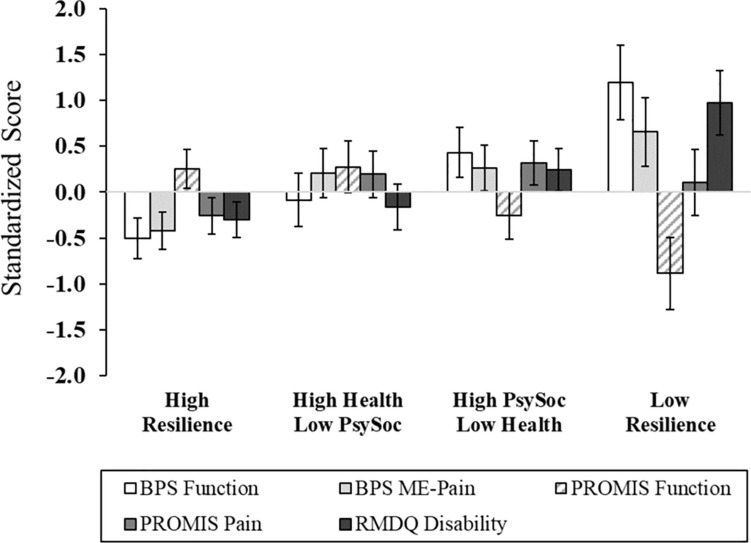 2.0
1.5
1.0
0.5
0.0
-0.5
-1.0
-1.5
-2.0
Standardized Score
High
Resilience
High Health
Low PsySoc
High PsySoc
Low Health
Low
Resilience
BPS Function
BPS ME-Pain
PROMIS Function
PROMIS Pain
RMDQ Disability